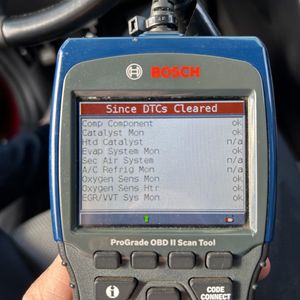 BOSCH
Since DTCs Cleared
Comp Component ok
Catalyst Mon ok
Htd Catalyst n/a
Evap System Mon ok
Sec Air System n/a
A/C Refrig Mon n/a
Oxygen Sens Mon ok
Oxygen Sens Htr ok
EGR/VVT Sys Mon ok
ProGrade OBD II Scan Tool
i
CODE
CONNECT